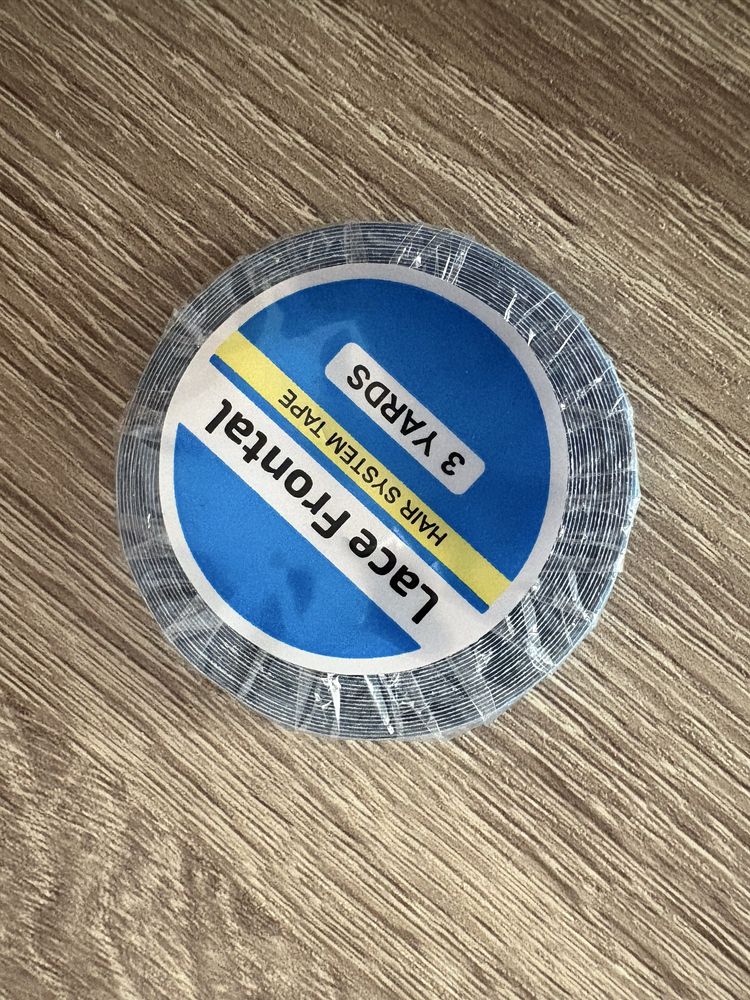 Lace Frontal
HAIR SYSTEM TAPE
3 YARDS